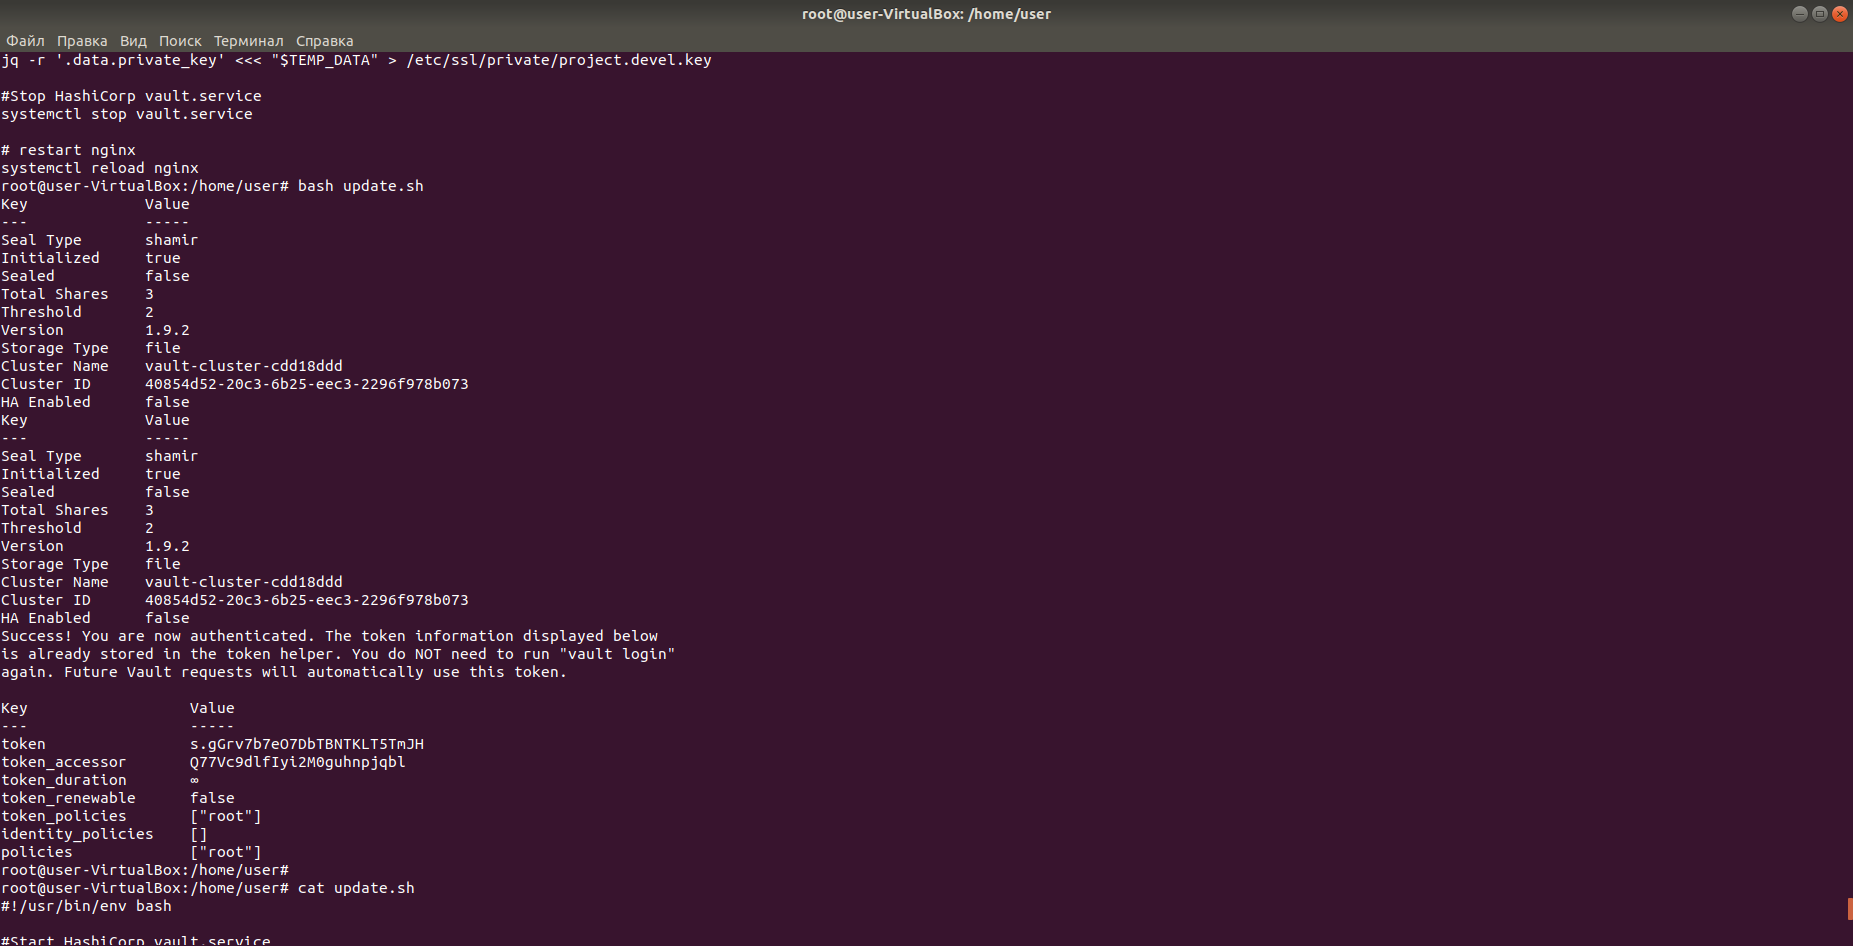 root@user-VirtualBox: /home/user
Файл Правка Вид Поиск Терминал Справка
jq -r '.data.private_key' <<< "$TEMP_DATA" > /etc/ssl/private/project.devel.key
#Stop HashiCorp vault.service
systemctl stop vault.service
# restart nginx
systemctl reload nginx
root@user-VirtualBox:/home/user# bash update.sh
Key Value
--- -----
Seal Type shamir
Initialized true
Sealed false
Total Shares 3
Threshold 2
Version 1.9.2
Storage Type file
Cluster Name vault-cluster-cdd18ddd
Cluster ID 40854d52-20c3-6b25-eec3-2296f978b073
HA Enabled false
Key Value
--- -----
Seal Type shamir
Initialized true
Sealed false
Total Shares 3
Threshold 2
Version 1.9.2
Storage Type file
Cluster Name vault-cluster-cdd18ddd
Cluster ID 40854d52-20c3-6b25-eec3-2296f978b073
HA Enabled false
Success! You are now authenticated. The token information displayed below
is already stored in the token helper. You do NOT need to run "vault login"
again. Future Vault requests will automatically use this token.
Key Value
--- -----
token s.gGrv7b7eO7DbTBNTKLT5TmJH
token_accessor Q77Vc9dlfIyi2M0guhnpjqbl
token_duration ∞
token_renewable false
token_policies ["root"]
identity_policies []
policies ["root"]
root@user-VirtualBox:/home/user#
root@user-VirtualBox:/home/user# cat update.sh
#!/usr/bin/env bash
#Start HashiCorp vault.service